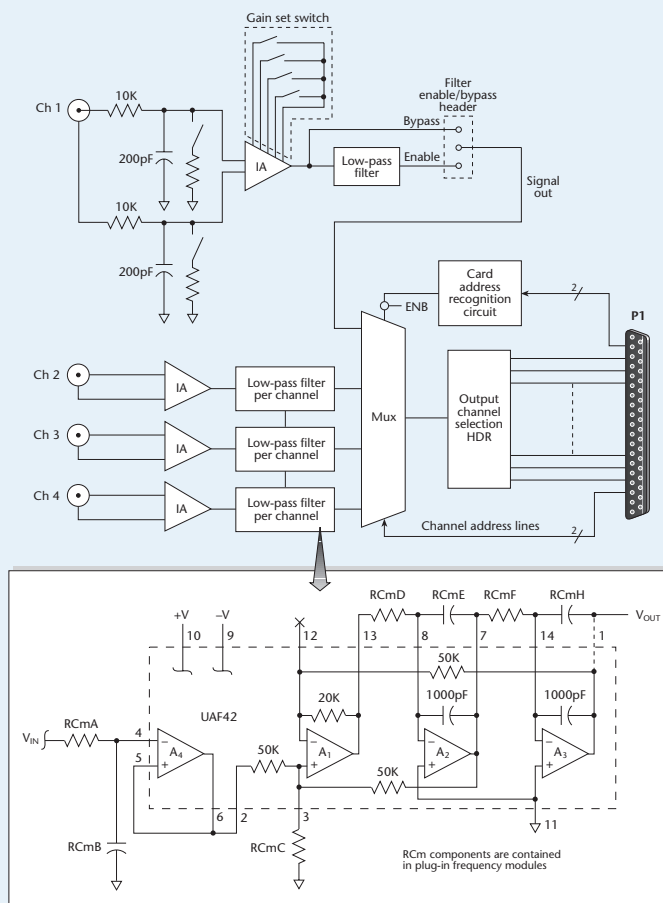 Gain set switch
Ch 1
10K
200pF
10K
200pF
IA
Bypass
Enable
Low-pass
filter
Filter
enable/bypass
header
Signal
out
ENB
Card
address
recognition
circuit
2
P1
Ch 2
IA
Low-pass filter
per channel
Ch 3
IA
Low-pass filter
per channel
Ch 4
IA
Low-pass filter
per channel
Mux
Output
channel
selection
HDR
Channel address lines
2
RCmD
RCmE
RCmF
RCmH
+V
–V
10
9
12
13
8
7
14
1
VOUT
50K
20K
1000pF
1000pF
UAF42
VIN
RCmA
4
–
A4
5
+
50K
–
A1
+
–
A2
+
–
A3
+
50K
6
2
3
11
RCmB
RCmC
RCm components are contained
in plug-in frequency modules